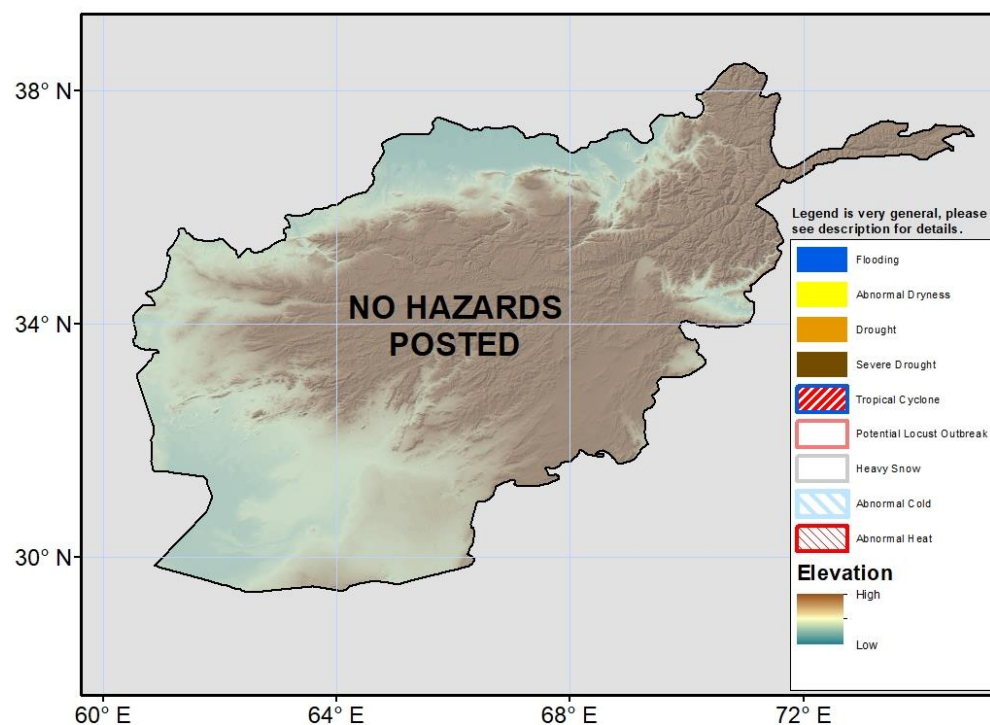 38° N
34° N
30° N
60° E
64° E
68° E
72° E
NO HAZARDS
POSTED
Legend is very general, please
see description for details.
Flooding
Abnormal Dryness
Drought
Severe Drought
Tropical Cyclone
Potential Locust Outbreak
Heavy Snow
Abnormal Cold
Abnormal Heat
Elevation
High
Low